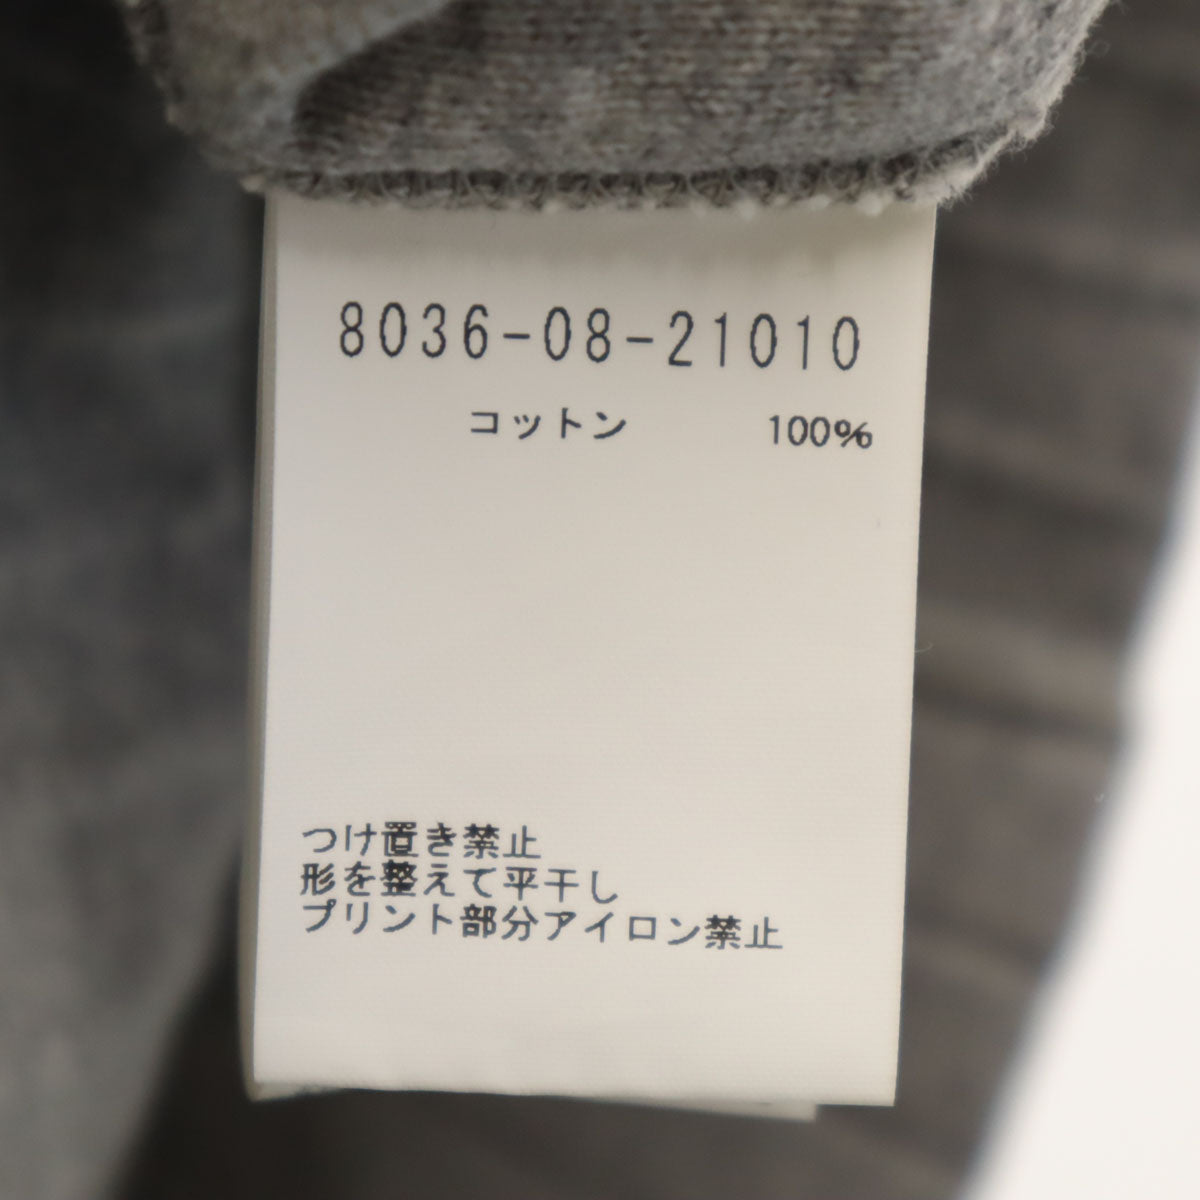 8036-08-21010
コットン 100%
つけ置き禁止
形を整えて平干し
プリント部分アイロン禁止